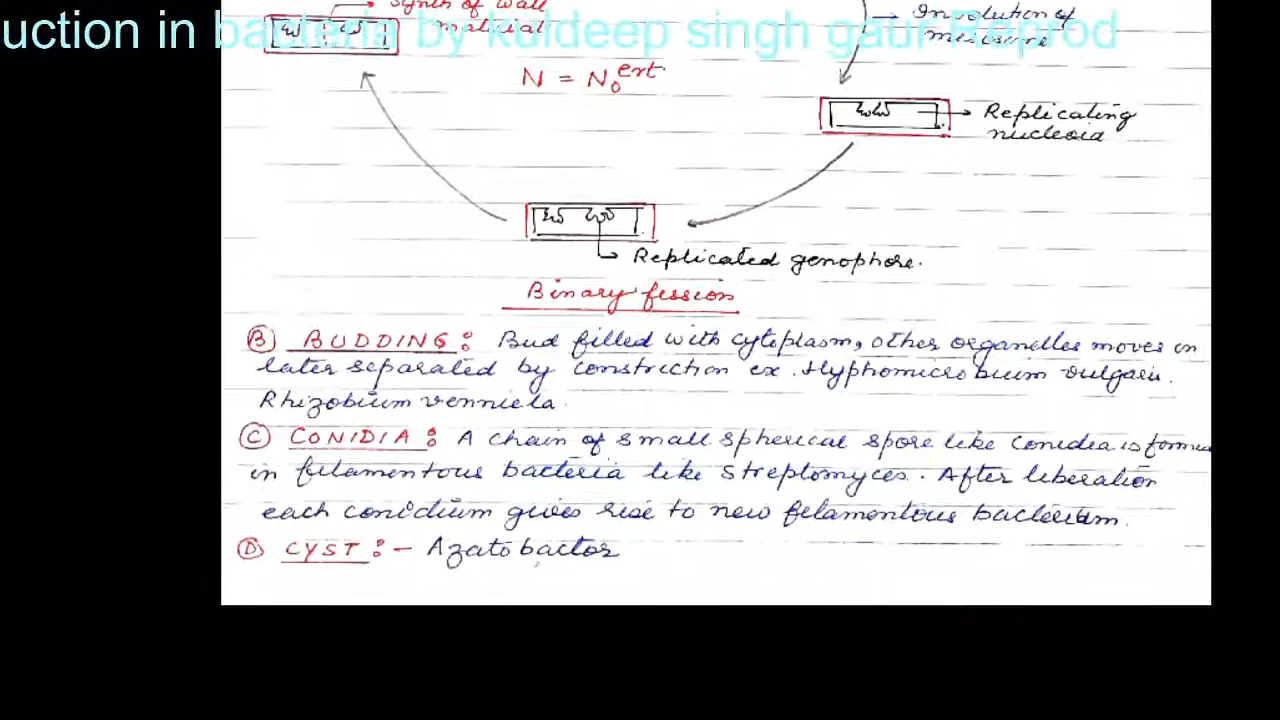 uction in bacteria by kuldeep singh gaur Reprod
Synth of wall
material
Involution of
mesosure
N = N₀ᵉʳᵗ
Replicating
nucleoid
Replicated genophore.
Binary fission
(B) BUDDING: Bud filled with cytoplasm, other organelles moves in
later separated by constriction ex. Hyphomicrobium vulgaris.
Rhizobium
(C) CONIDIA: A chain of small spherical spore like conidia is formed
in filamentous bacteria like streptomyces. After liberation
each conidium gives rise to new filamentous bacterium.
(D) CYST:- Azatobactor